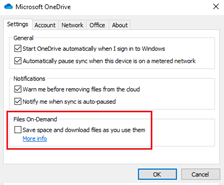 Microsoft OneDrive
Settings Account Network Office About
General
Start OneDrive automatically when I sign in to Windows
Automatically pause sync when this device is on a metered network
Notifications
Warn me before removing files from the cloud
Notify me when sync is auto-paused
Files On-Demand
Save space and download files as you use them
More info
OK Cancel